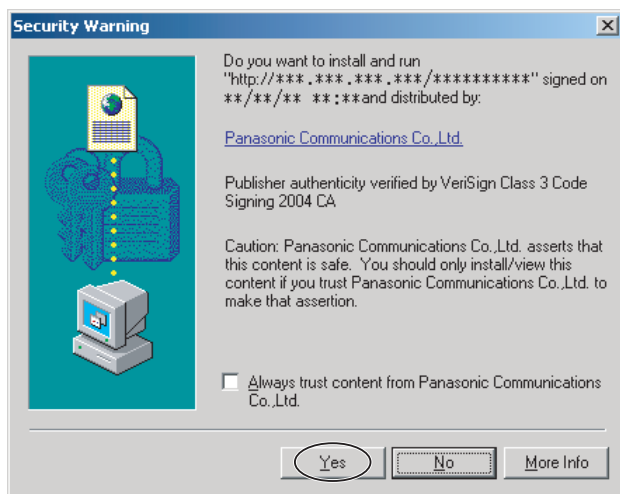 Security Warning
Do you want to install and run
"http://***.***.***.***/**********" signed on
**/**/** **:**and distributed by:
Panasonic Communications Co.,Ltd.
Publisher authenticity verified by VeriSign Class 3 Code
Signing 2004 CA
Caution: Panasonic Communications Co.,Ltd. asserts that
this content is safe.  You should only install/view this
content if you trust Panasonic Communications Co.,Ltd. to
make that assertion.
Always trust content from Panasonic Communications
Co.,Ltd.
Yes
No
More Info